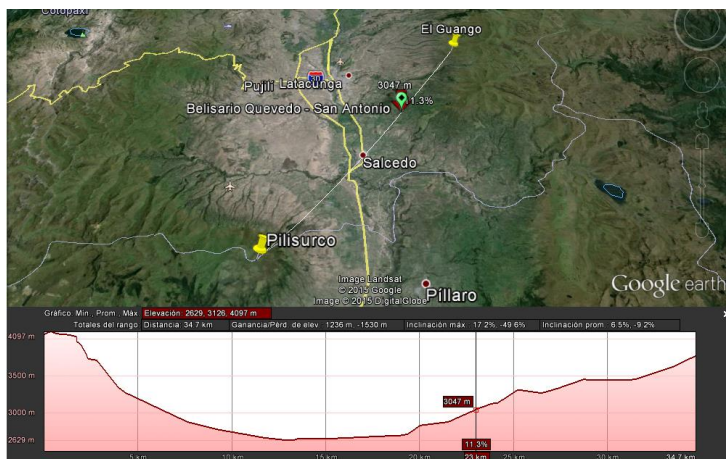 Cotopaxi
El Guango
Pujilí
Latacunga
3047 m
11.3%
Belisario Quevedo - San Antonio
Salcedo
Pilisurco
Píllaro
Image Landsat
© 2015 Google
Image © 2015 DigitalGlobe
Google earth
Gráfico Mín., Prom., Máx. Elevación: 2629, 3126, 4097 m
Totales del rango: Distancia: 34.7 km Ganancia/Pérd. de elev.: 1236 m, -1530 m Inclinación máx.: 17.2%, -49.6% Inclinación prom.: 6.5%, -9.2%
4097 m
3500 m
3000 m
2629 m
3047 m
11.3%
5 km
10 km
15 km
20 km
23 km
25 km
30 km
34.7 km